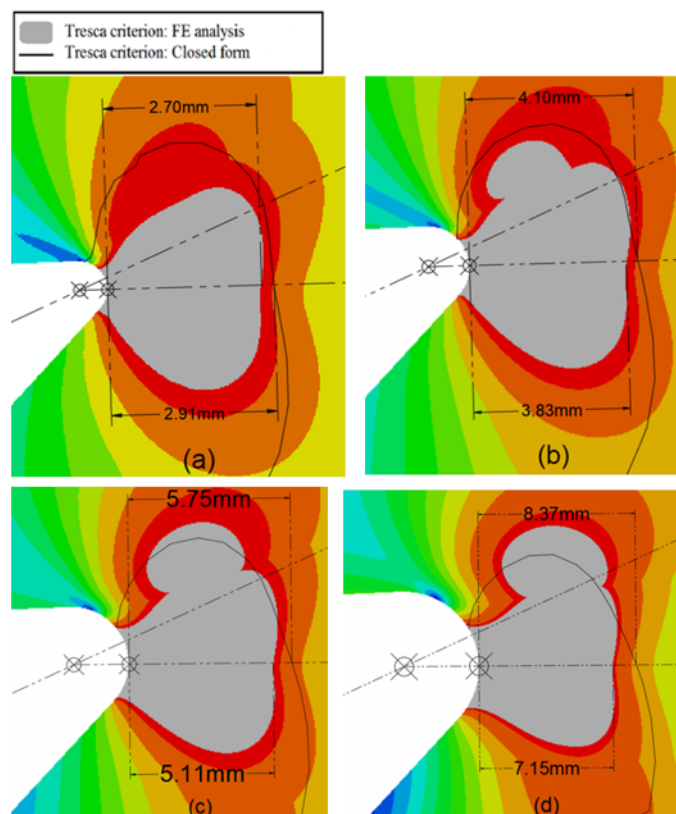 Tresca criterion: FE analysis
Tresca criterion: Closed form
2.70mm
2.91mm
(a)
4.10mm
3.83mm
(b)
5.75mm
5.11mm
(c)
8.37mm
7.15mm
(d)